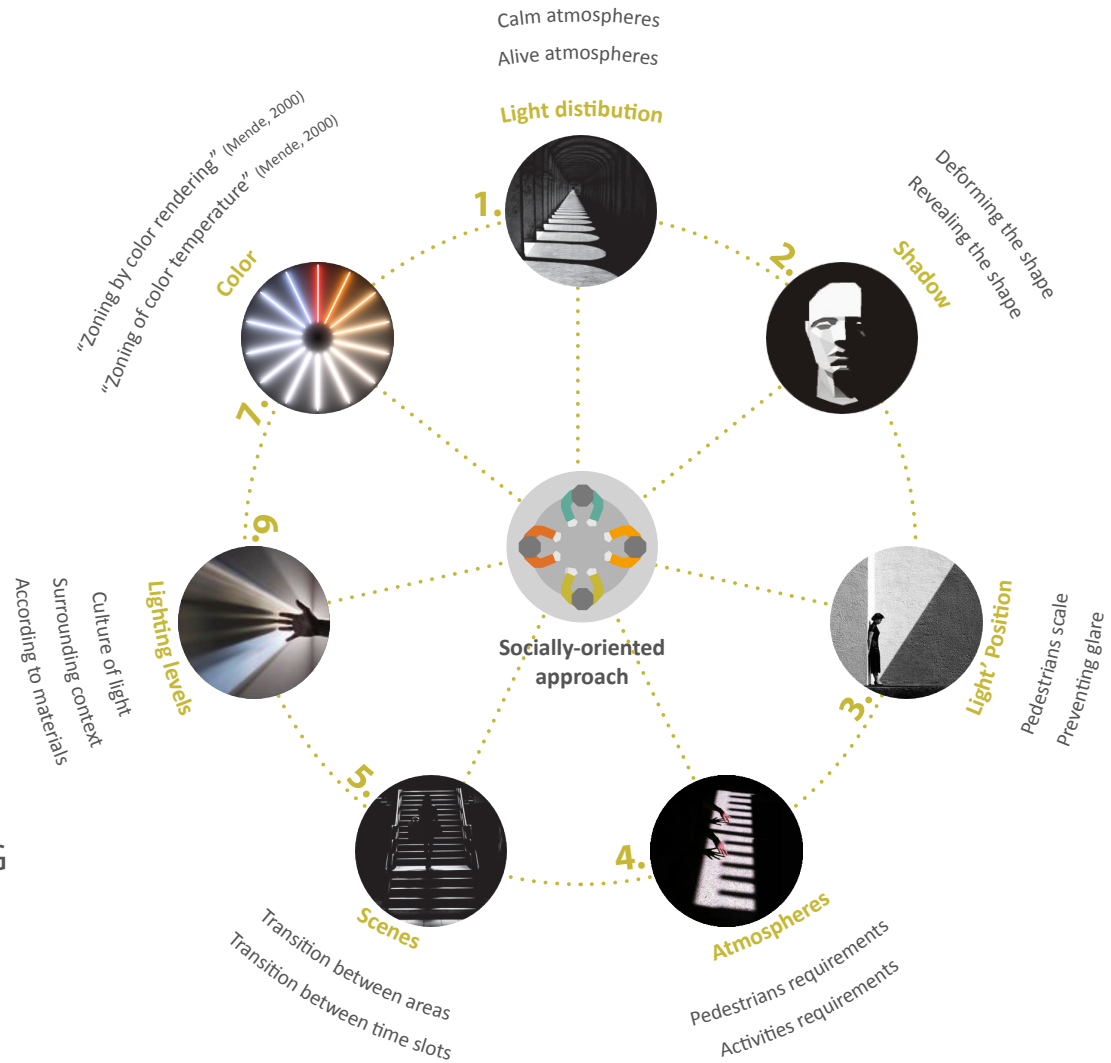 Calm atmospheres
Alive atmospheres
Light distibution
1.
Deforming the shape
Revealing the shape
Shadow
2.
Light' Position
3.
Pedestrians scale
Preventing glare
4.
Atmospheres
Pedestrians requirements
Activities requirements
5.
Scenes
Transition between areas
Transition between time slots
6.
Lighting levels
Culture of light
Surrounding context
According to materials
7.
Color
“Zoning by color rendering” (Mende, 2000)
“Zoning of color temperature” (Mende, 2000)
Socially-oriented
approach
G